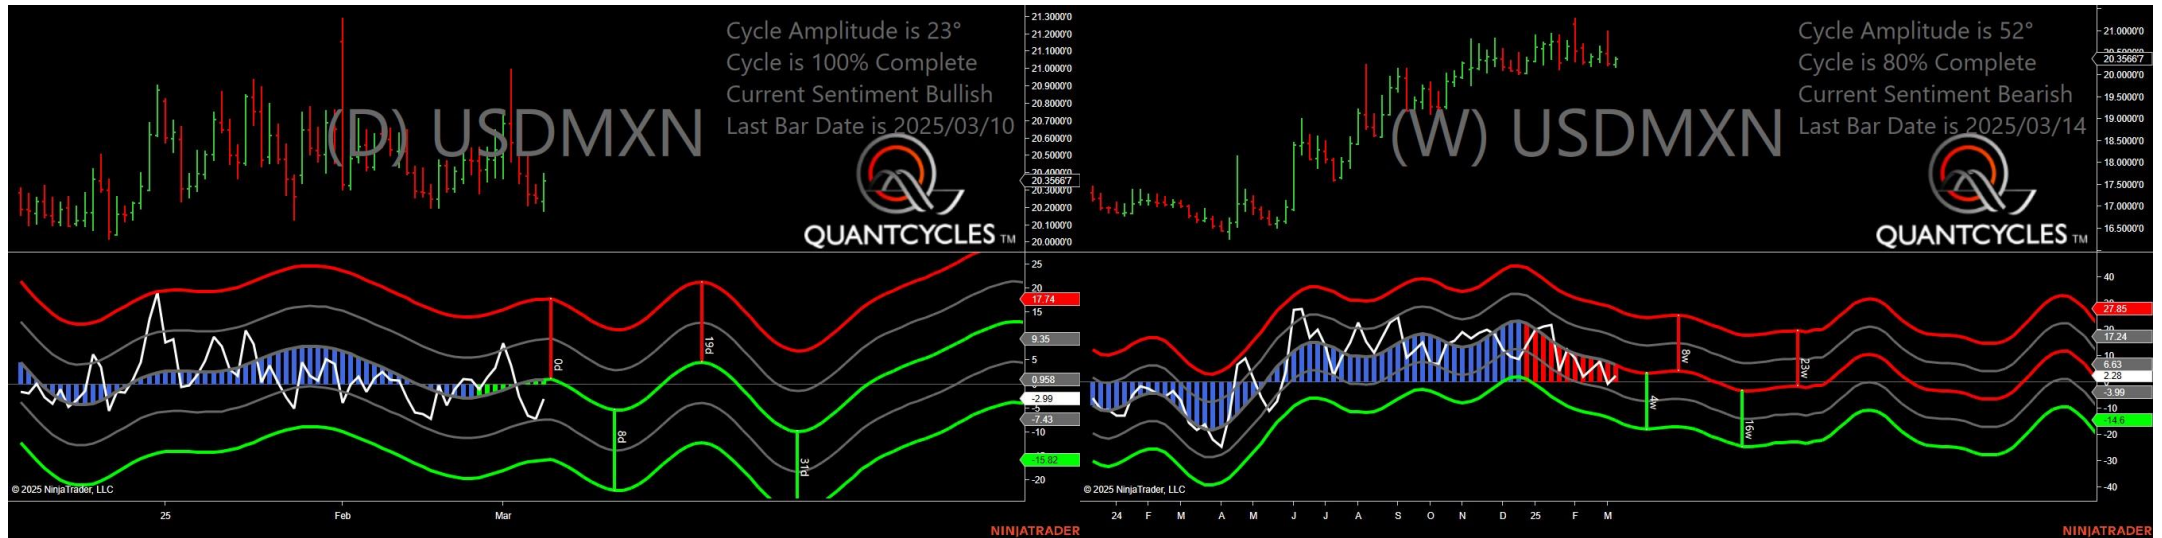 (D) USDMXN
Cycle Amplitude is 23°
Cycle is 100% Complete
Current Sentiment Bullish
Last Bar Date is 2025/03/10
QUANTCYCLES TM
21.3000'0
21.2000'0
21.1000'0
21.0000'0
20.9000'0
20.8000'0
20.7000'0
20.6000'0
20.5000'0
20.3566'7
20.3000'0
20.2000'0
20.1000'0
20.0000'0
25
20
17.74
15
9.35
5
0.958
-2.99
-5
-7.43
-10
-15.82
-20
0d
8d
19d
31d
© 2025 NinjaTrader, LLC
25 Feb Mar
NINJATRADER
(W) USDMXN
Cycle Amplitude is 52°
Cycle is 80% Complete
Current Sentiment Bearish
Last Bar Date is 2025/03/14
QUANTCYCLES TM
21.0000'0
20.3566'7
20.0000'0
19.5000'0
19.0000'0
18.5000'0
18.0000'0
17.5000'0
17.0000'0
16.5000'0
40
27.85
20
17.24
10
6.63
2.28
-3.99
-10
-14.6
-20
-30
-40
4w
8w
16w
23w
© 2025 NinjaTrader, LLC
24 F M A M J J A S O N D 25 F M
NINJATRADER